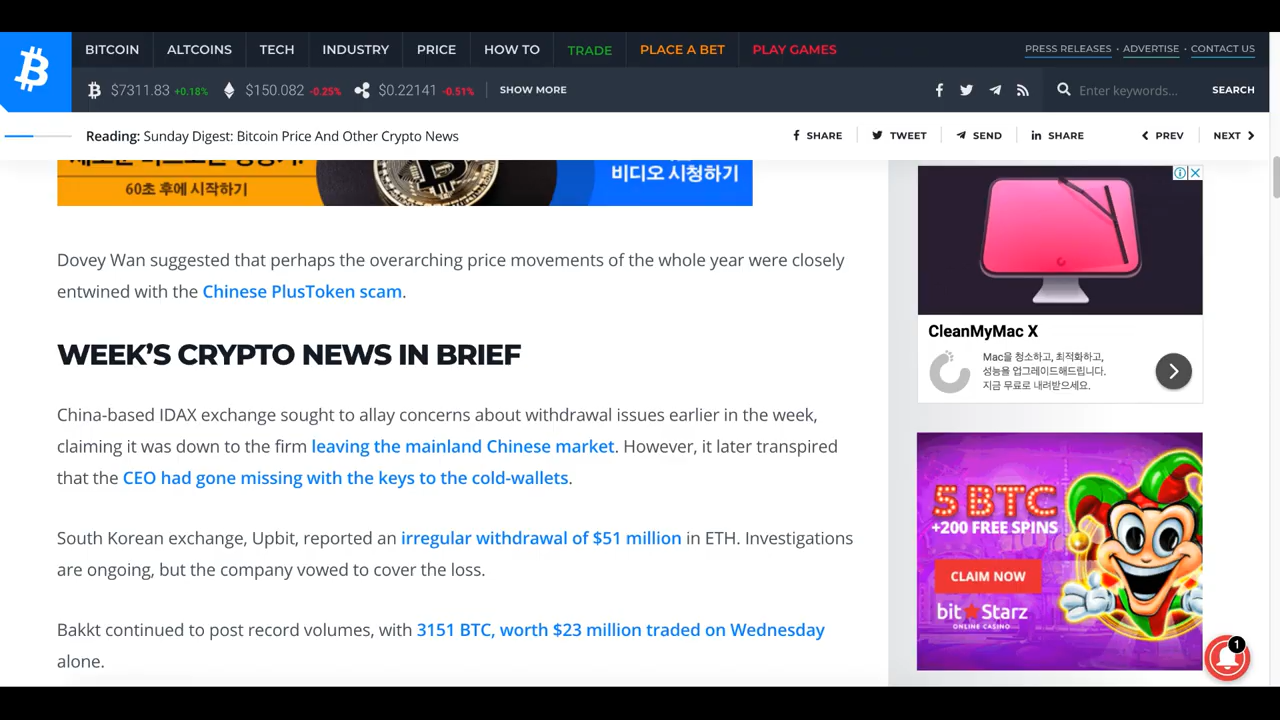 BITCOIN ALTCOINS TECH INDUSTRY PRICE HOW TO TRADE PLACE A BET PLAY GAMES PRESS RELEASES · ADVERTISE · CONTACT US
$7311.83 +0.18% $150.082 -0.25% $0.22141 -0.51% SHOW MORE Enter keywords... SEARCH
Reading: Sunday Digest: Bitcoin Price And Other Crypto News SHARE TWEET SEND SHARE PREV NEXT
60초 후에 시작하기
비디오 시청하기
Dovey Wan suggested that perhaps the overarching price movements of the whole year were closely
entwined with the Chinese PlusToken scam.
WEEK'S CRYPTO NEWS IN BRIEF
China-based IDAX exchange sought to allay concerns about withdrawal issues earlier in the week,
claiming it was down to the firm leaving the mainland Chinese market. However, it later transpired
that the CEO had gone missing with the keys to the cold-wallets.
South Korean exchange, Upbit, reported an irregular withdrawal of $51 million in ETH. Investigations
are ongoing, but the company vowed to cover the loss.
Bakkt continued to post record volumes, with 3151 BTC, worth $23 million traded on Wednesday
alone.
CleanMyMac X
Mac을 청소하고, 최적화하고,
성능을 업그레이드해드립니다.
지금 무료로 내려받으세요.
5 BTC
+200 FREE SPINS
CLAIM NOW
bitStarz
ONLINE CASINO
1